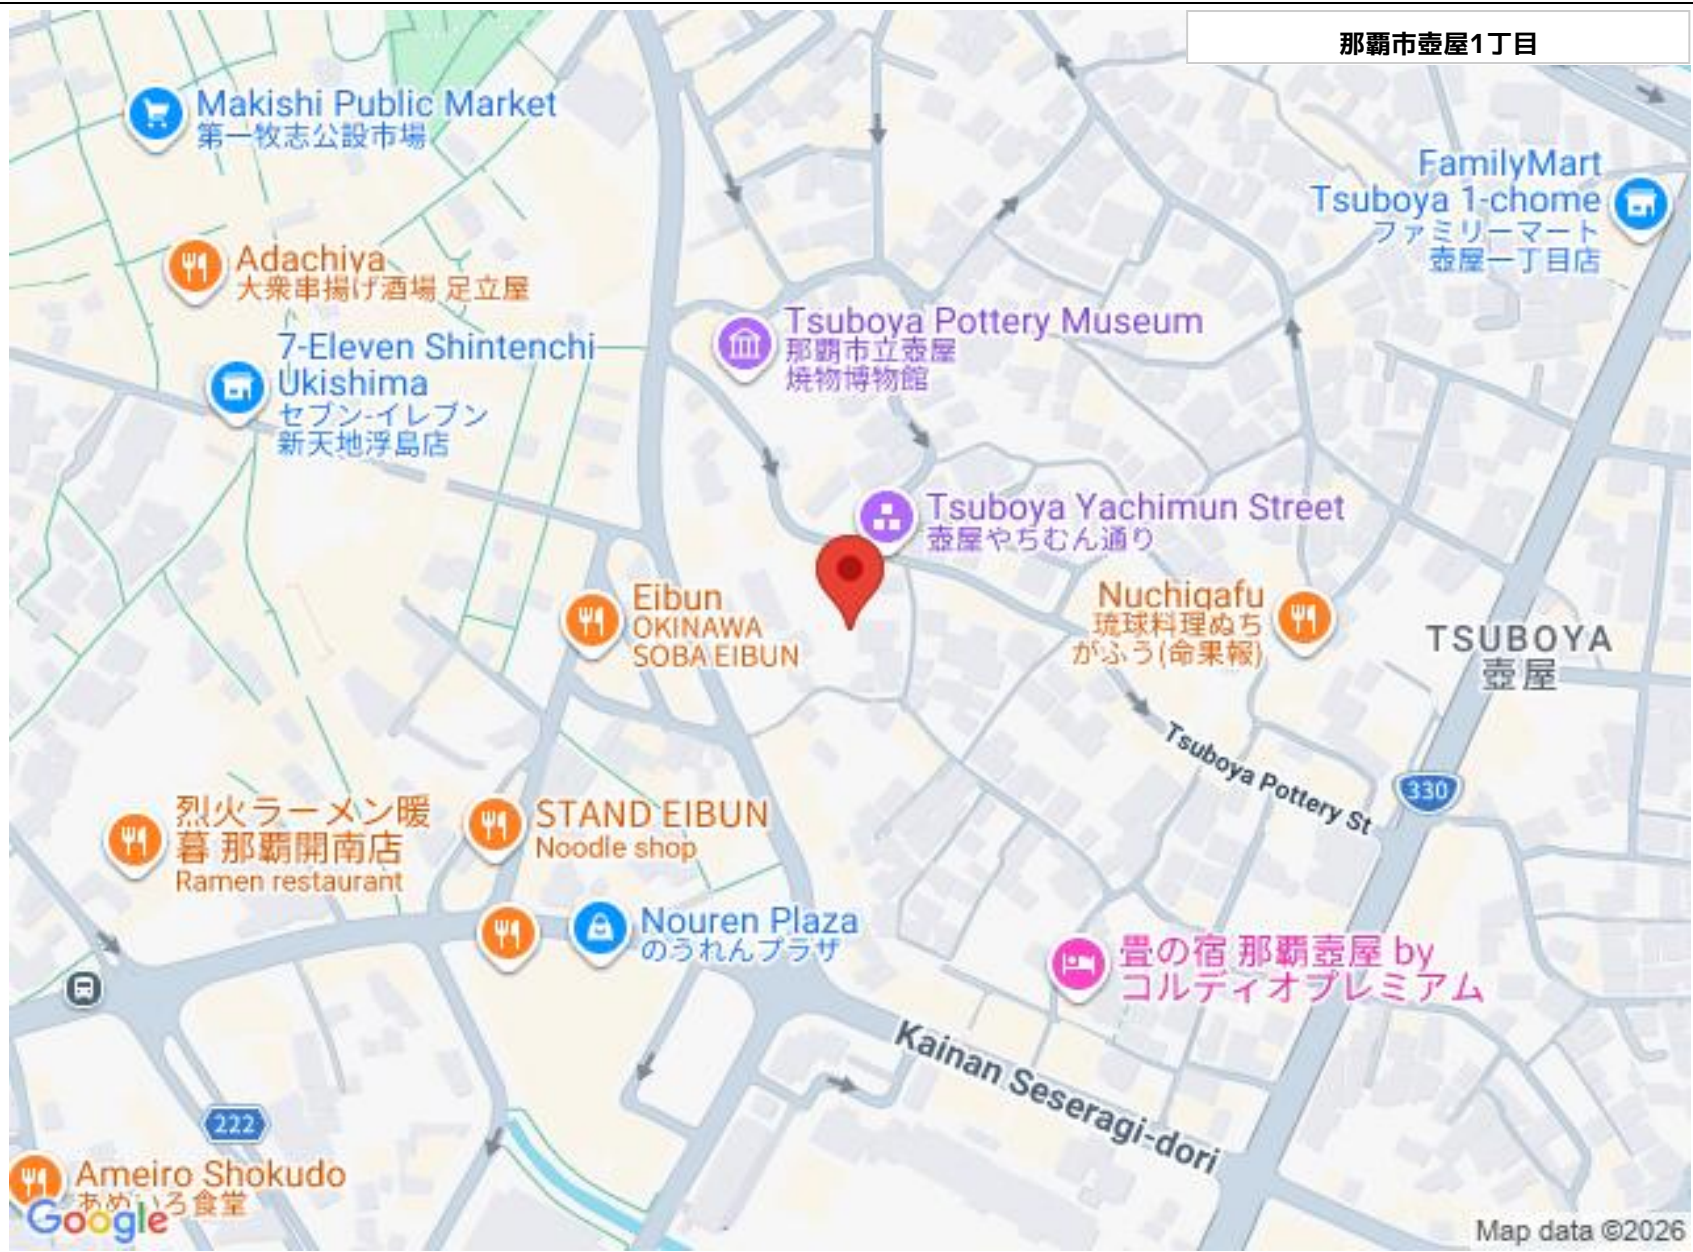 那覇市壺屋1丁目
Makishi Public Market
第一牧志公設市場
FamilyMart
Tsuboya 1-chome
ファミリーマート
壺屋一丁目店
Adachiya
大衆串揚げ酒場 足立屋
7-Eleven Shintenchi
Ukishima
セブン-イレブン
新天地浮島店
Tsuboya Pottery Museum
那覇市立壺屋
焼物博物館
Tsuboya Yachimun Street
壺屋やちむん通り
Eibun
OKINAWA
SOBA EIBUN
Nuchigafu
琉球料理ぬち
がふう(命果報)
TSUBOYA
壺屋
Tsuboya Pottery St
330
烈火ラーメン暖
暮 那覇開南店
Ramen restaurant
STAND EIBUN
Noodle shop
Nouren Plaza
のうれんプラザ
畳の宿 那覇壺屋 by
コルディオプレミアム
Kainan Seseragi-dori
222
Ameiro Shokudo
あめいろ食堂
Google
Map data ©2026